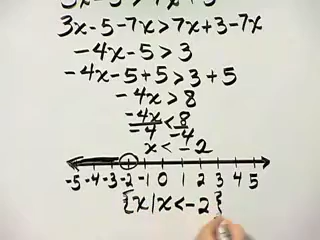 3x-5-7x>7x+3-7x
-4x-5>3
-4x-5+5>3+5
-4x>8
-4x/-4<8/-4
x<-2
-5 -4 -3 -2 -1 0 1 2 3 4 5
{x|x<-2}